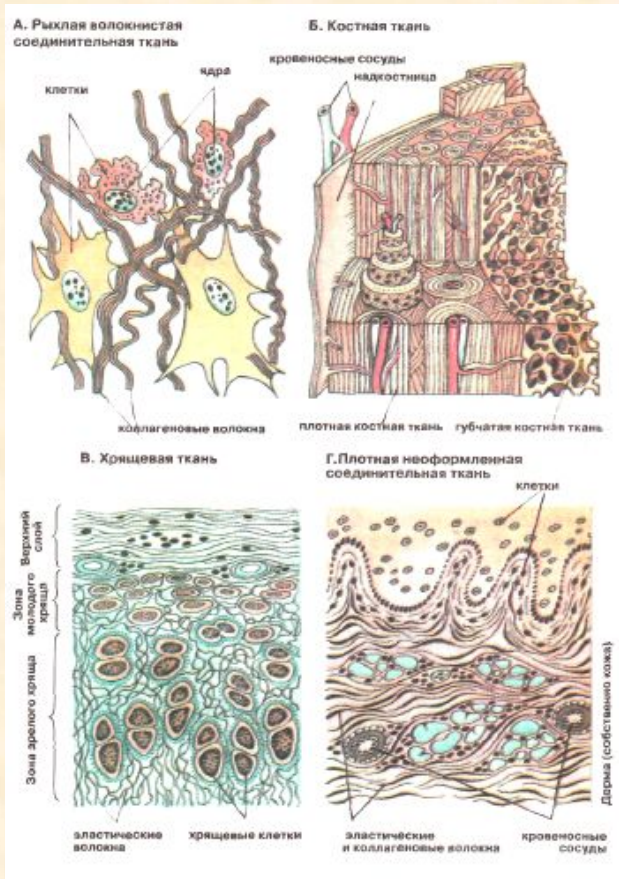 А. Рыхлая волокнистая
соединительная ткань
клетки
ядра
коллагеновые волокна
Б. Костная ткань
кровеносные сосуды
надкостница
плотная костная ткань
губчатая костная ткань
В. Хрящевая ткань
Верхний
слой
Зона
молодого
хряща
Зона зрелого хряща
эластические
волокна
хрящевые клетки
Г.Плотная неоформленная
соединительная ткань
клетки
Дерма (собственно кожа)
эластические
и коллагеновые волокна
кровеносные
сосуды